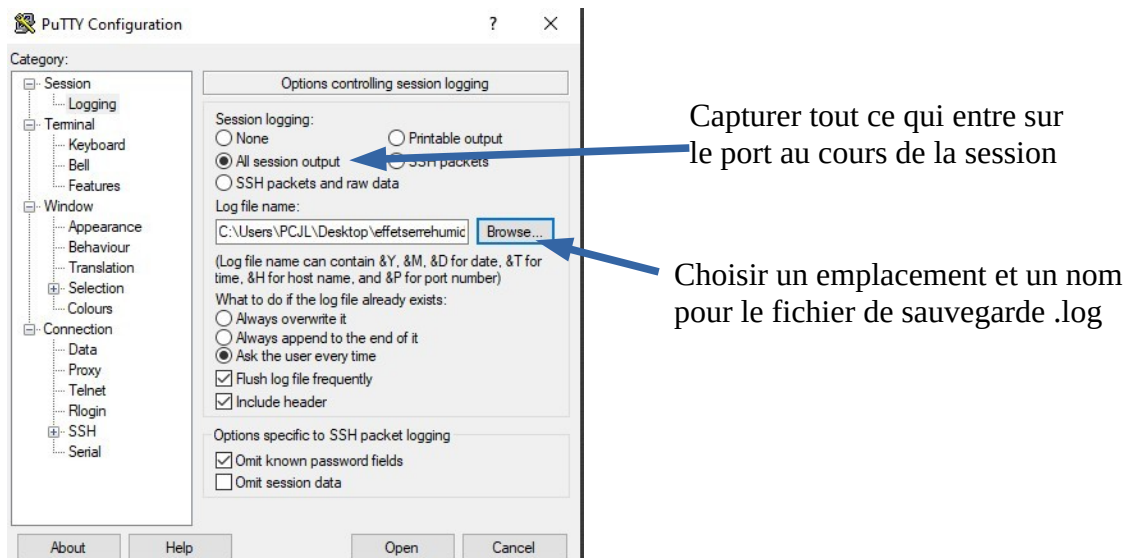 PuTTY Configuration ? ×
Category:
Session
Logging
Terminal
Keyboard
Bell
Features
Window
Appearance
Behaviour
Translation
Selection
Colours
Connection
Data
Proxy
Telnet
Rlogin
SSH
Serial
Options controlling session logging
Session logging:
None Printable output
All session output SSH packets
SSH packets and raw data
Log file name:
C:\Users\PCJL\Desktop\effetserrehumic Browse...
(Log file name can contain &Y, &M, &D for date, &T for
time, &H for host name, and &P for port number)
What to do if the log file already exists:
Always overwrite it
Always append to the end of it
Ask the user every time
Flush log file frequently
Include header
Options specific to SSH packet logging
Omit known password fields
Omit session data
About Help Open Cancel
Capturer tout ce qui entre sur
le port au cours de la session
Choisir un emplacement et un nom
pour le fichier de sauvegarde .log